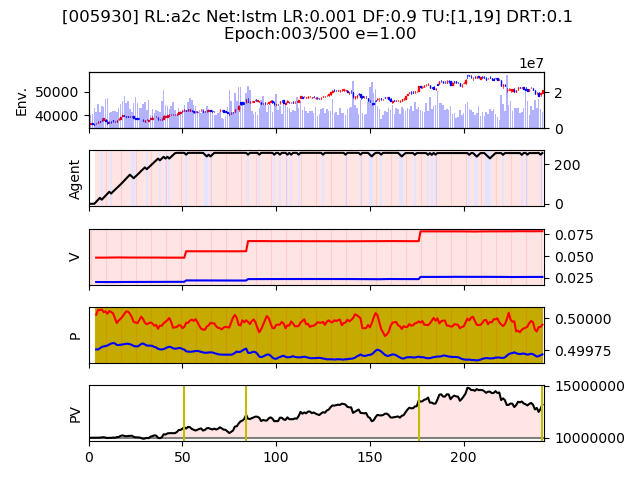 [005930] RL:a2c Net:lstm LR:0.001 DF:0.9 TU:[1,19] DRT:0.1
Epoch:003/500 e=1.00
1e7
Env.
50000
40000
2
0
Agent
200
0
V
0.075
0.050
0.025
P
0.50000
0.49975
PV
15000000
10000000
0 50 100 150 200